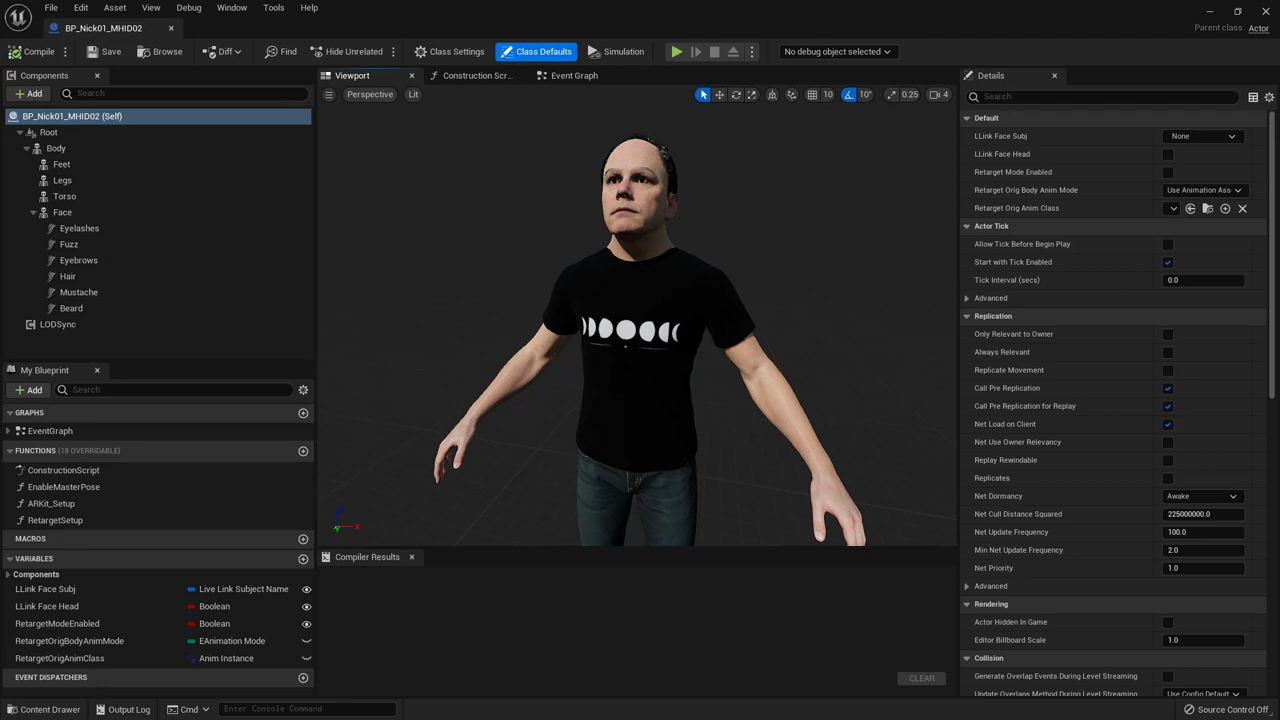 File Edit Asset View Debug Window Tools Help
BP_Nick01_MHID02
Parent class: Actor
Compile Save Browse Diff Find Hide Unrelated Class Settings Class Defaults Simulation No debug object selected
Components
Add Search
BP_Nick01_MHID02 (Self)
Root
Body
Feet
Legs
Torso
Face
Eyelashes
Fuzz
Eyebrows
Hair
Mustache
Beard
LODSync
My Blueprint
Add Search
GRAPHS
EventGraph
FUNCTIONS (18 OVERRIDABLE)
ConstructionScript
EnableMasterPose
ARKit_Setup
RetargetSetup
MACROS
VARIABLES
Components
LLink Face Subj Live Link Subject Name
LLink Face Head Boolean
RetargetModeEnabled Boolean
RetargetOrigBodyAnimMode EAnimation Mode
RetargetOrigAnimClass Anim Instance
EVENT DISPATCHERS
Viewport Construction Scr... Event Graph
Perspective Lit 10 10° 0.25 4
Z X Y
Compiler Results
CLEAR
Details
Search
Default
LLink Face Subj None
LLink Face Head
Retarget Mode Enabled
Retarget Orig Body Anim Mode Use Animation Ass
Retarget Orig Anim Class
Actor Tick
Allow Tick Before Begin Play
Start with Tick Enabled
Tick Interval (secs) 0.0
Advanced
Replication
Only Relevant to Owner
Always Relevant
Replicate Movement
Call Pre Replication
Call Pre Replication for Replay
Net Load on Client
Net Use Owner Relevancy
Replay Rewindable
Replicates
Net Dormancy Awake
Net Cull Distance Squared 225000000.0
Net Update Frequency 100.0
Min Net Update Frequency 2.0
Net Priority 1.0
Advanced
Rendering
Actor Hidden In Game
Editor Billboard Scale 1.0
Collision
Generate Overlap Events During Level Streaming
Update Overlaps Method During Level Streaming Use Config Default
Content Drawer Output Log Cmd Enter Console Command Source Control Off